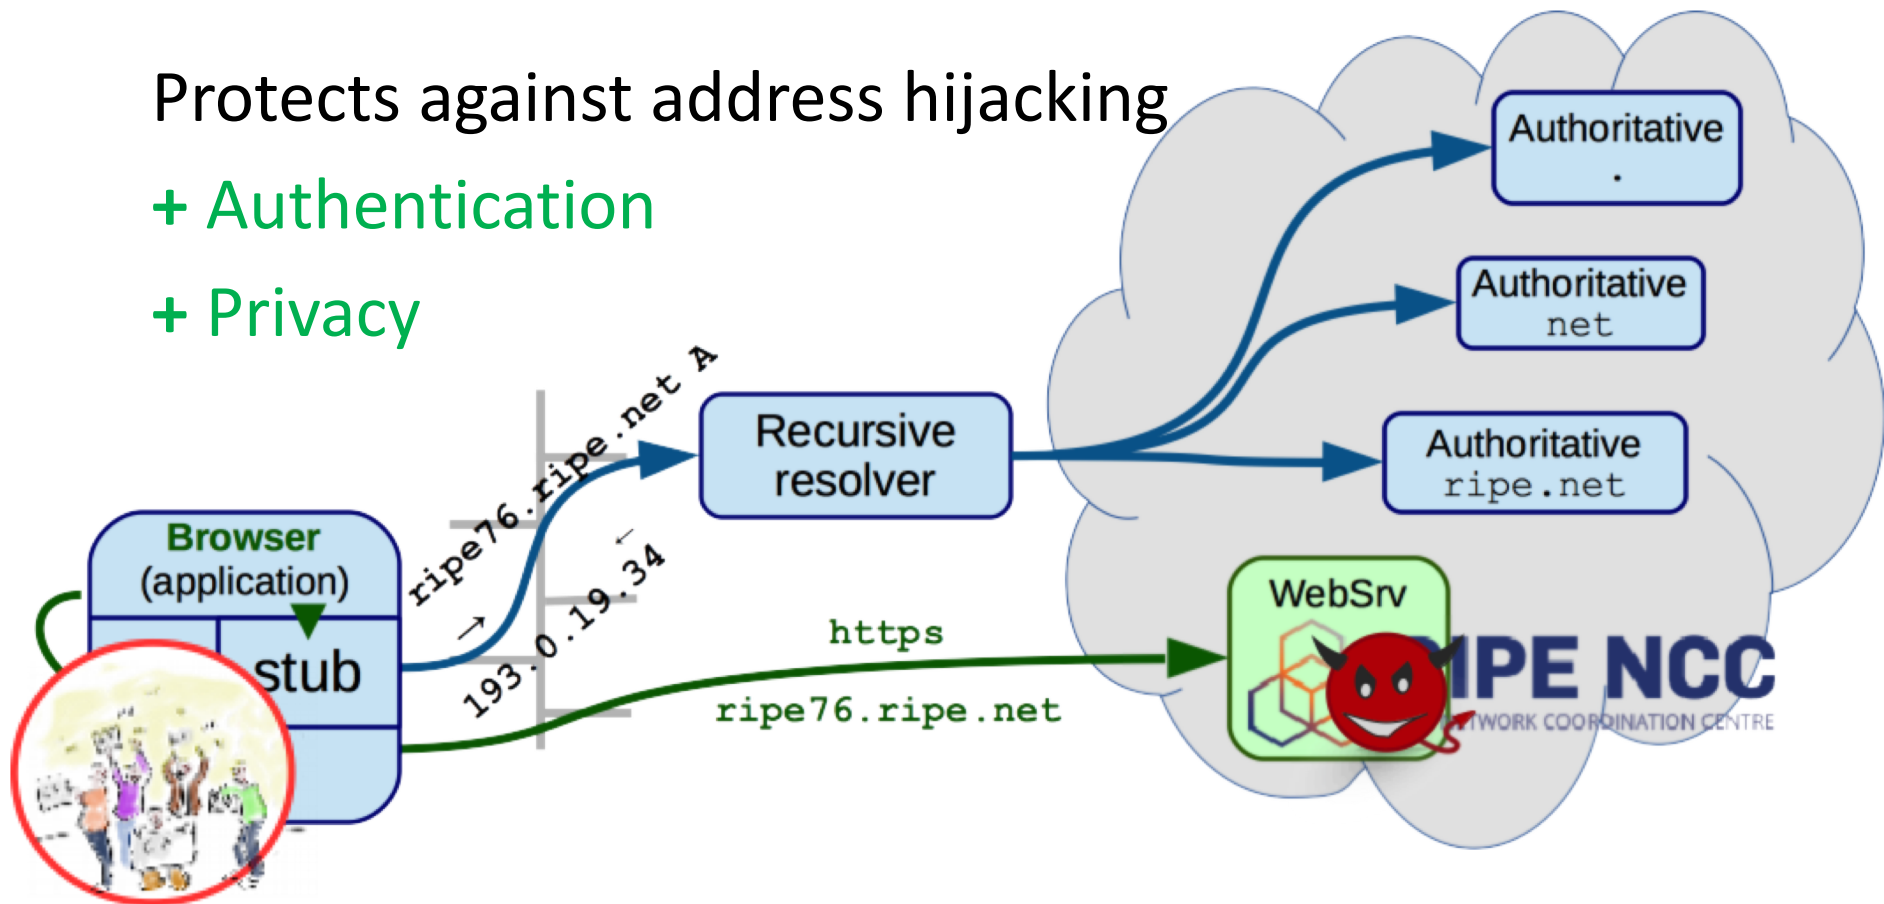 Protects against address hijacking
+ Authentication
+ Privacy
Authoritative
.
Authoritative
net
Authoritative
ripe.net
Recursive
resolver
ripe76.ripe.net A
→
←
193.0.19.34
Browser
(application)
stub
https
ripe76.ripe.net
WebSrv
IPE NCC
TWORK COORDINATION CENTRE